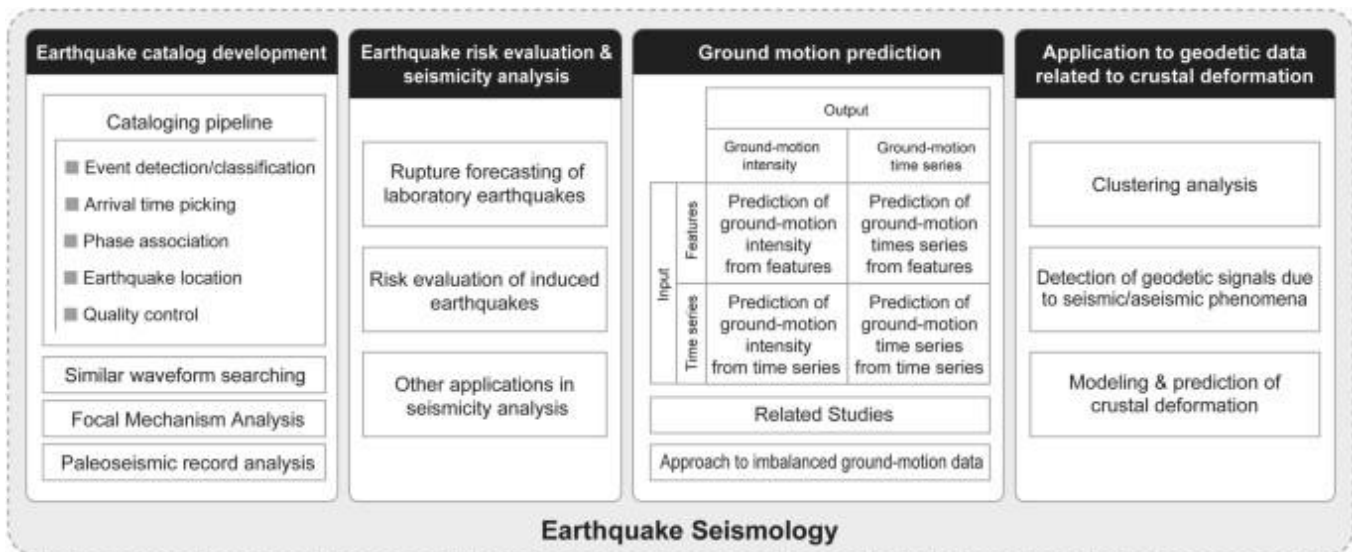 Earthquake catalog development
Cataloging pipeline
Event detection/classification
Arrival time picking
Phase association
Earthquake location
Quality control
Similar waveform searching
Focal Mechanism Analysis
Paleoseismic record analysis
Earthquake risk evaluation &
seismicity analysis
Rupture forecasting of
laboratory earthquakes
Risk evaluation of induced
earthquakes
Other applications in
seismicity analysis
Ground motion prediction
Output
Ground-motion
intensity
Ground-motion
time series
Input
Features
Prediction of
ground-motion
intensity
from features
Prediction of
ground-motion
times series
from features
Time series
Prediction of
ground-motion
intensity
from time series
Prediction of
ground-motion
time series
from time series
Related Studies
Approach to imbalanced ground-motion data
Application to geodetic data
related to crustal deformation
Clustering analysis
Detection of geodetic signals due
to seismic/aseismic phenomena
Modeling & prediction of
crustal deformation
Earthquake Seismology